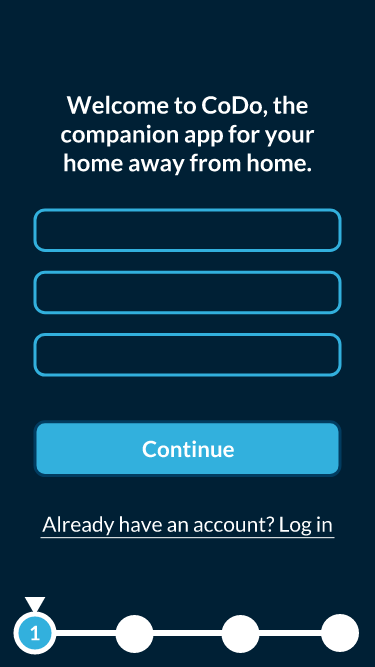 Welcome to CoDo, the
companion app for your
home away from home.
Continue
Already have an account? Log in
1